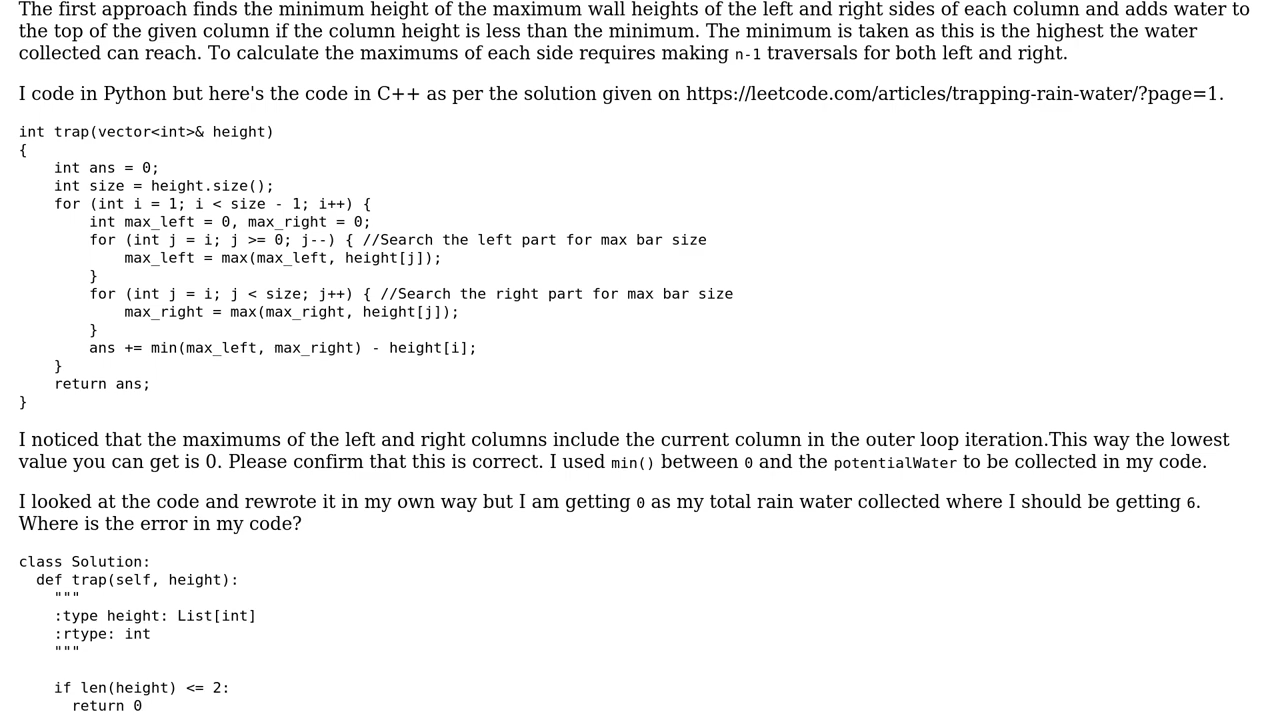 The first approach finds the minimum height of the maximum wall heights of the left and right sides of each column and adds water to
the top of the given column if the column height is less than the minimum. The minimum is taken as this is the highest the water
collected can reach. To calculate the maximums of each side requires making n-1 traversals for both left and right.
I code in Python but here's the code in C++ as per the solution given on https://leetcode.com/articles/trapping-rain-water/?page=1.
int trap(vector<int>& height)
{
    int ans = 0;
    int size = height.size();
    for (int i = 1; i < size - 1; i++) {
        int max_left = 0, max_right = 0;
        for (int j = i; j >= 0; j--) { //Search the left part for max bar size
            max_left = max(max_left, height[j]);
        }
        for (int j = i; j < size; j++) { //Search the right part for max bar size
            max_right = max(max_right, height[j]);
        }
        ans += min(max_left, max_right) - height[i];
    }
    return ans;
}
I noticed that the maximums of the left and right columns include the current column in the outer loop iteration.This way the lowest
value you can get is 0. Please confirm that this is correct. I used min() between 0 and the potentialWater to be collected in my code.
I looked at the code and rewrote it in my own way but I am getting 0 as my total rain water collected where I should be getting 6.
Where is the error in my code?
class Solution:
  def trap(self, height):
    """
    :type height: List[int]
    :rtype: int
    """
    if len(height) <= 2:
      return 0